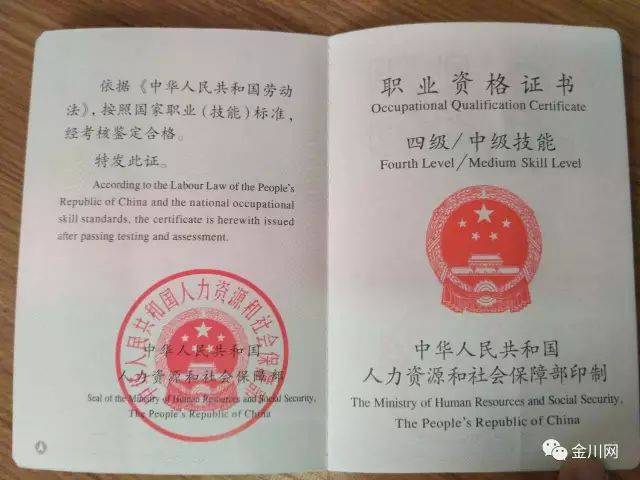 依据《中华人民共和国劳动
法》，按照国家职业（技能）标准，
经考核鉴定合格。
特发此证。
According to the Labour Law of the People's
Republic of China and the national occupational
skill standards, the certificate is herewith issued
after passing testing and assessment.
中华人民共和国人力资源和社会保障部
中华人民共和国
人力资源和社会保障部
Seal of the Ministry of Human Resources and Social Security,
The People's Republic of China
职业资格证书
Occupational Qualification Certificate
四级/中级技能
Fourth Level/Medium Skill Level
中华人民共和国
人力资源和社会保障部印制
The Ministry of Human Resources and Social Security,
The People's Republic of China
金川网